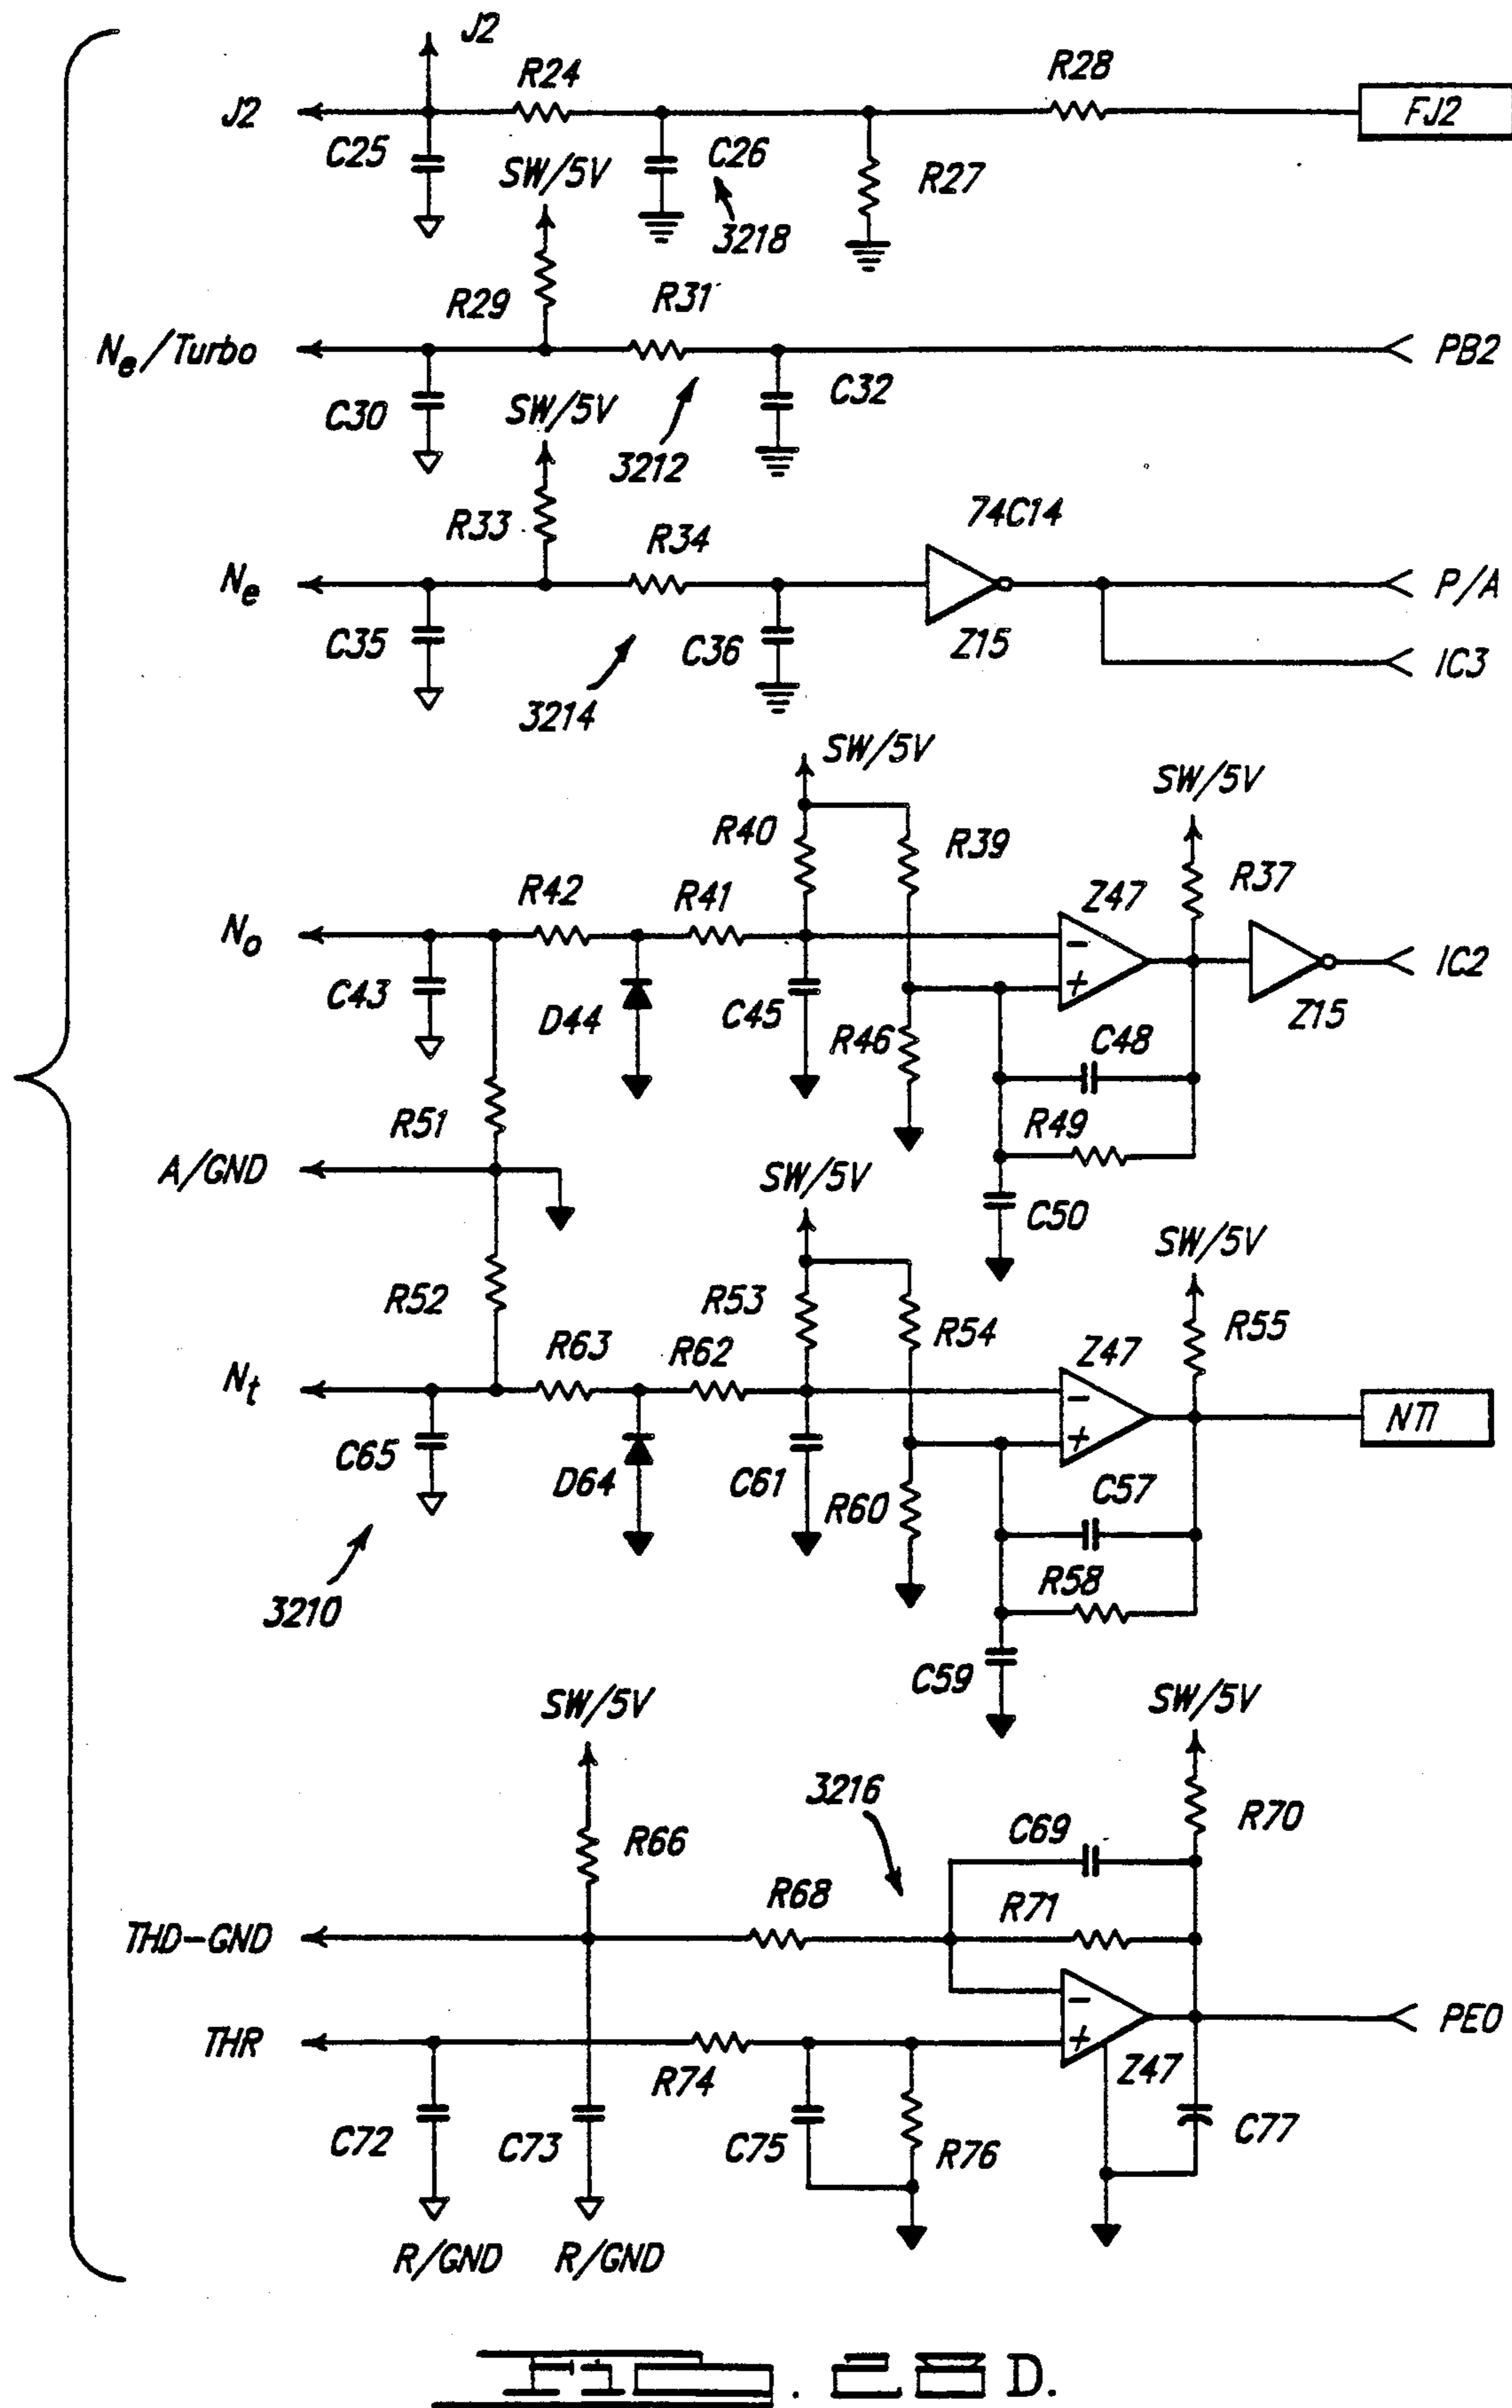 J2
R24
R28
J2
FJ2
C25
C26
R27
SW/5V
3218
R29
R31
Ne/Turbo
PB2
C30
C32
SW/5V
3212
R33
R34
74C14
Ne
P/A
C35
C36
Z15
IC3
3214
SW/5V
SW/5V
R40
R39
R42
R41
Z47
R37
No
−
IC2
+
C43
D44
C45
R46
C48
Z15
R51
R49
A/GND
SW/5V
C50
SW/5V
R52
R53
R54
R55
R63
R62
Z47
Nt
−
NTI
+
C65
D64
C61
R60
C57
3210
R58
C59
SW/5V
SW/5V
3216
R66
C69
R70
R68
R71
THD-GND
−
PE0
THR
+
R74
Z47
C72
C73
C75
R76
C77
R/GND
R/GND
D.